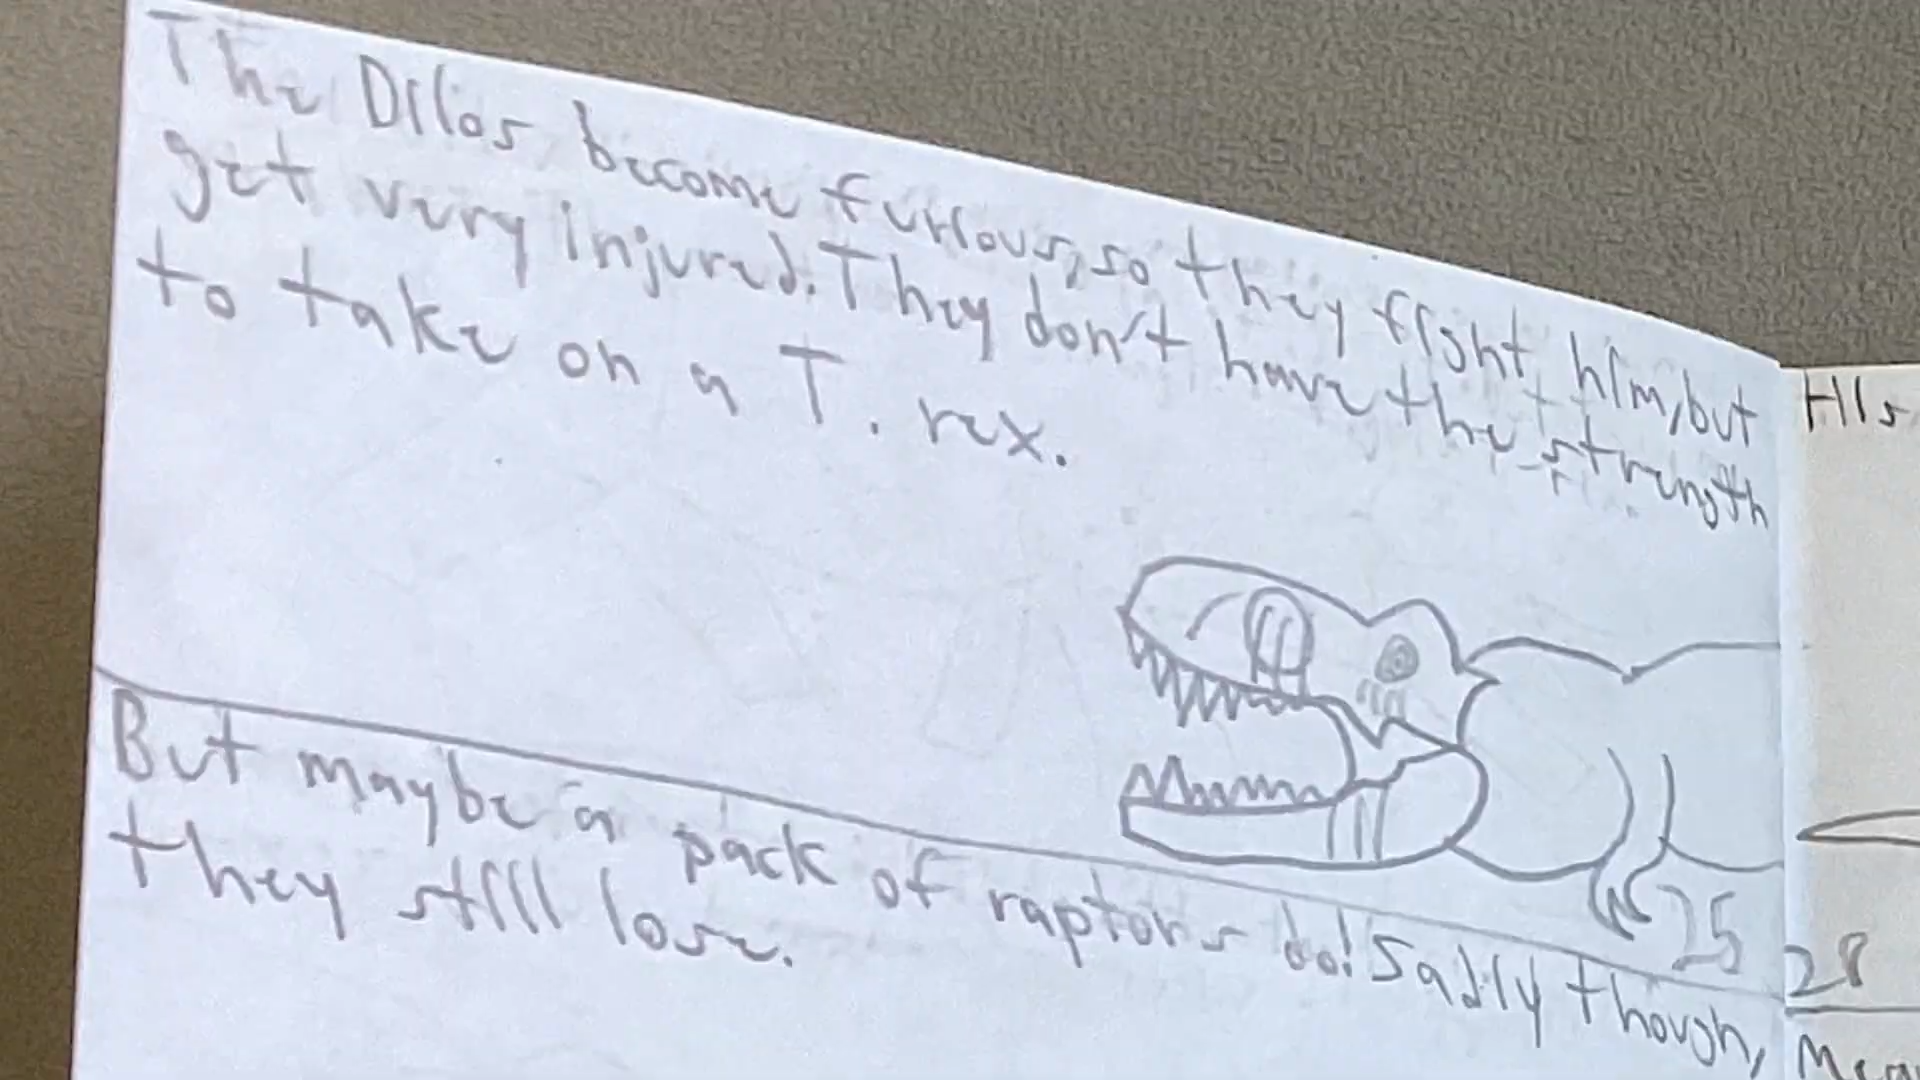 The Dilos become furious, so they fight him, but
get very injured. They don't have the strength
to take on a T. rex.
25
But maybe a pack of raptors do! Sadly though,
they still lose.
His
28